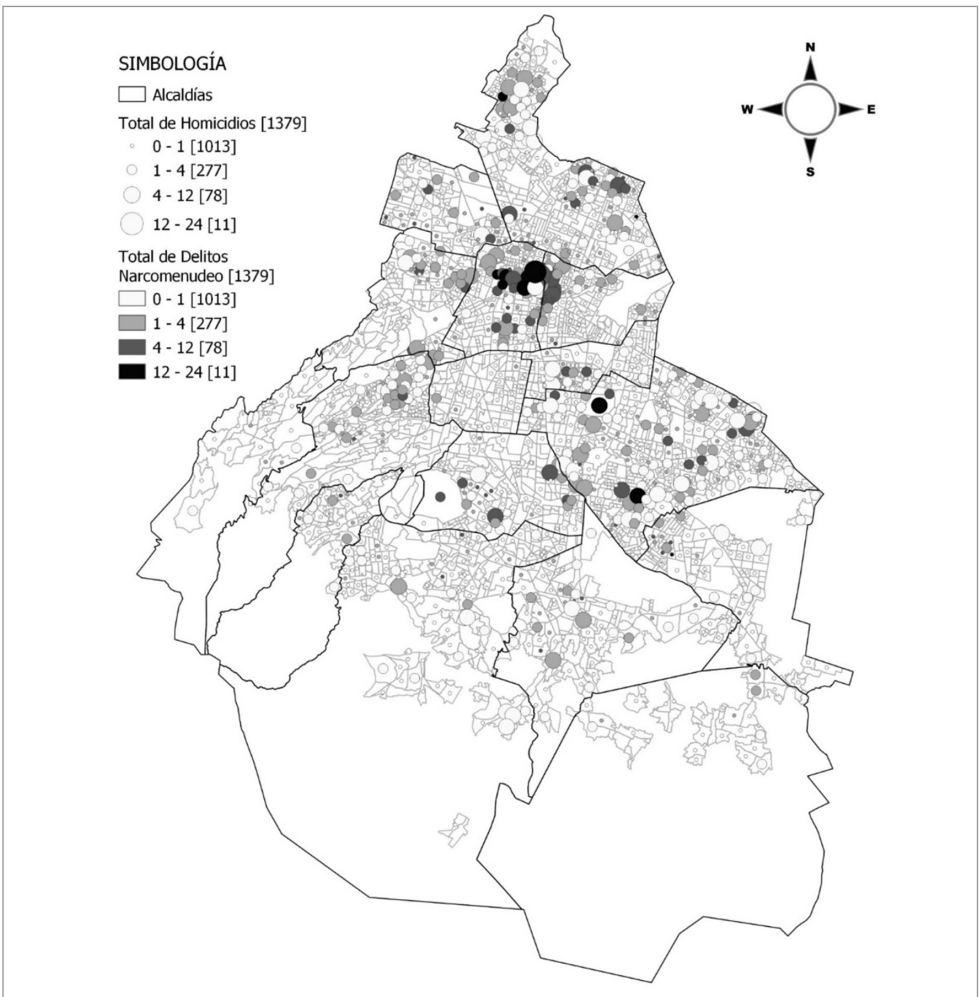 SIMBOLOGÍA
Alcaldías
Total de Homicidios [1379]
0 - 1 [1013]
1 - 4 [277]
4 - 12 [78]
12 - 24 [11]
Total de Delitos
Narcomenudeo [1379]
0 - 1 [1013]
1 - 4 [277]
4 - 12 [78]
12 - 24 [11]
N
W
E
S